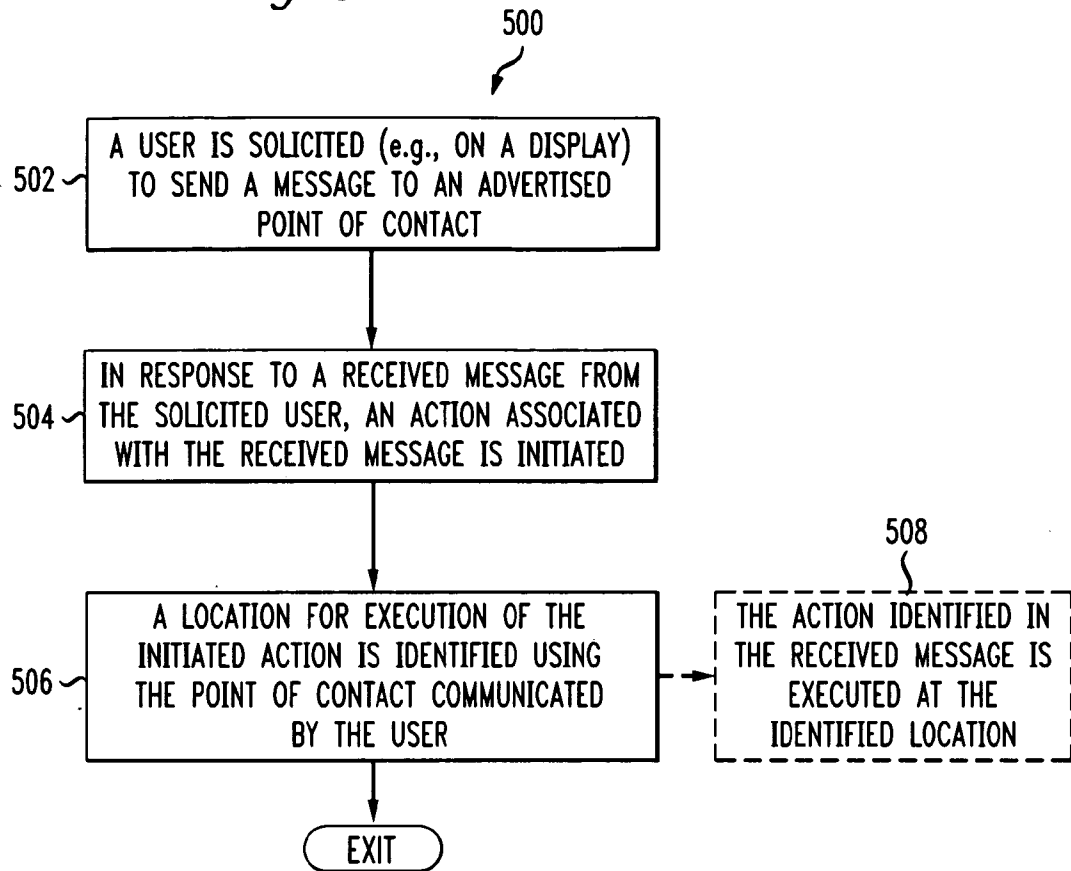 500
502
A USER IS SOLICITED (e.g., ON A DISPLAY)
TO SEND A MESSAGE TO AN ADVERTISED
POINT OF CONTACT
504
IN RESPONSE TO A RECEIVED MESSAGE FROM
THE SOLICITED USER, AN ACTION ASSOCIATED
WITH THE RECEIVED MESSAGE IS INITIATED
506
A LOCATION FOR EXECUTION OF THE
INITIATED ACTION IS IDENTIFIED USING
THE POINT OF CONTACT COMMUNICATED
BY THE USER
508
THE ACTION IDENTIFIED IN
THE RECEIVED MESSAGE IS
EXECUTED AT THE
IDENTIFIED LOCATION
EXIT